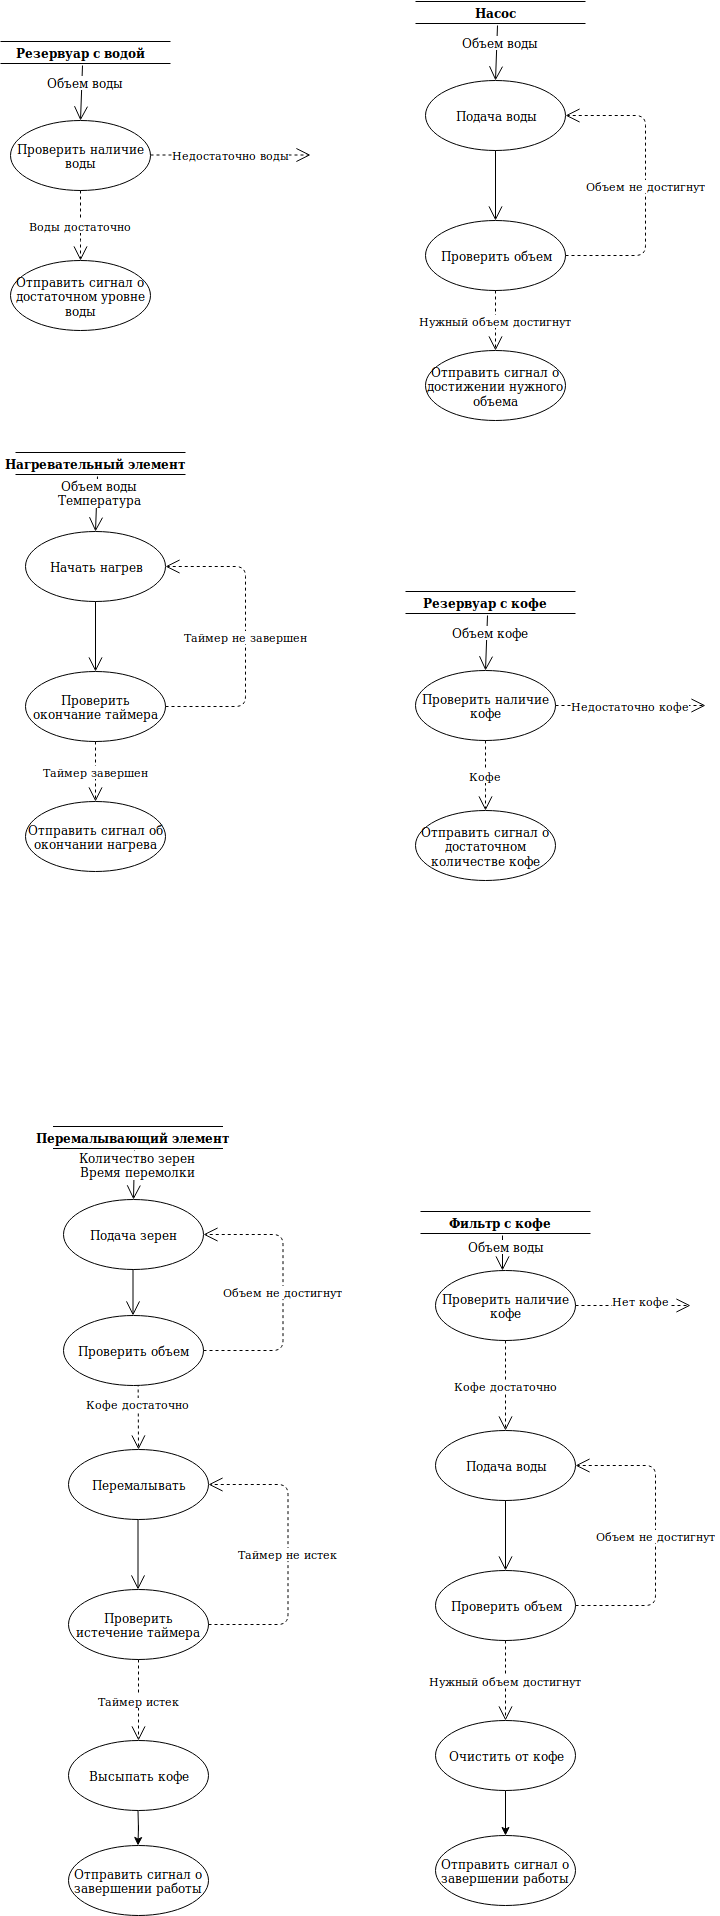 Насос
Объем воды
Подача воды
Объем не достигнут
Проверить объем
Нужный объем достигнут
Отправить сигнал о
достижении нужного
объема
Резервуар с водой
Объем воды
Проверить наличие
воды
Недостаточно воды
Воды достаточно
Отправить сигнал о
достаточном уровне
воды
Нагревательный элемент
Объем воды
Температура
Начать нагрев
Таймер не завершен
Проверить
окончание таймера
Таймер завершен
Отправить сигнал об
окончании нагрева
Резервуар с кофе
Объем кофе
Проверить наличие
кофе
Недостаточно кофе
Кофе
Отправить сигнал о
достаточном
количестве кофе
Перемалывающий элемент
Количество зерен
Время перемолки
Подача зерен
Объем не достигнут
Проверить объем
Кофе достаточно
Перемалывать
Таймер не истек
Проверить
истечение таймера
Таймер истек
Высыпать кофе
Отправить сигнал о
завершении работы
Фильтр с кофе
Объем воды
Проверить наличие
кофе
Нет кофе
Кофе достаточно
Подача воды
Объем не достигнут
Проверить объем
Нужный объем достигнут
Очистить от кофе
Отправить сигнал о
завершении работы